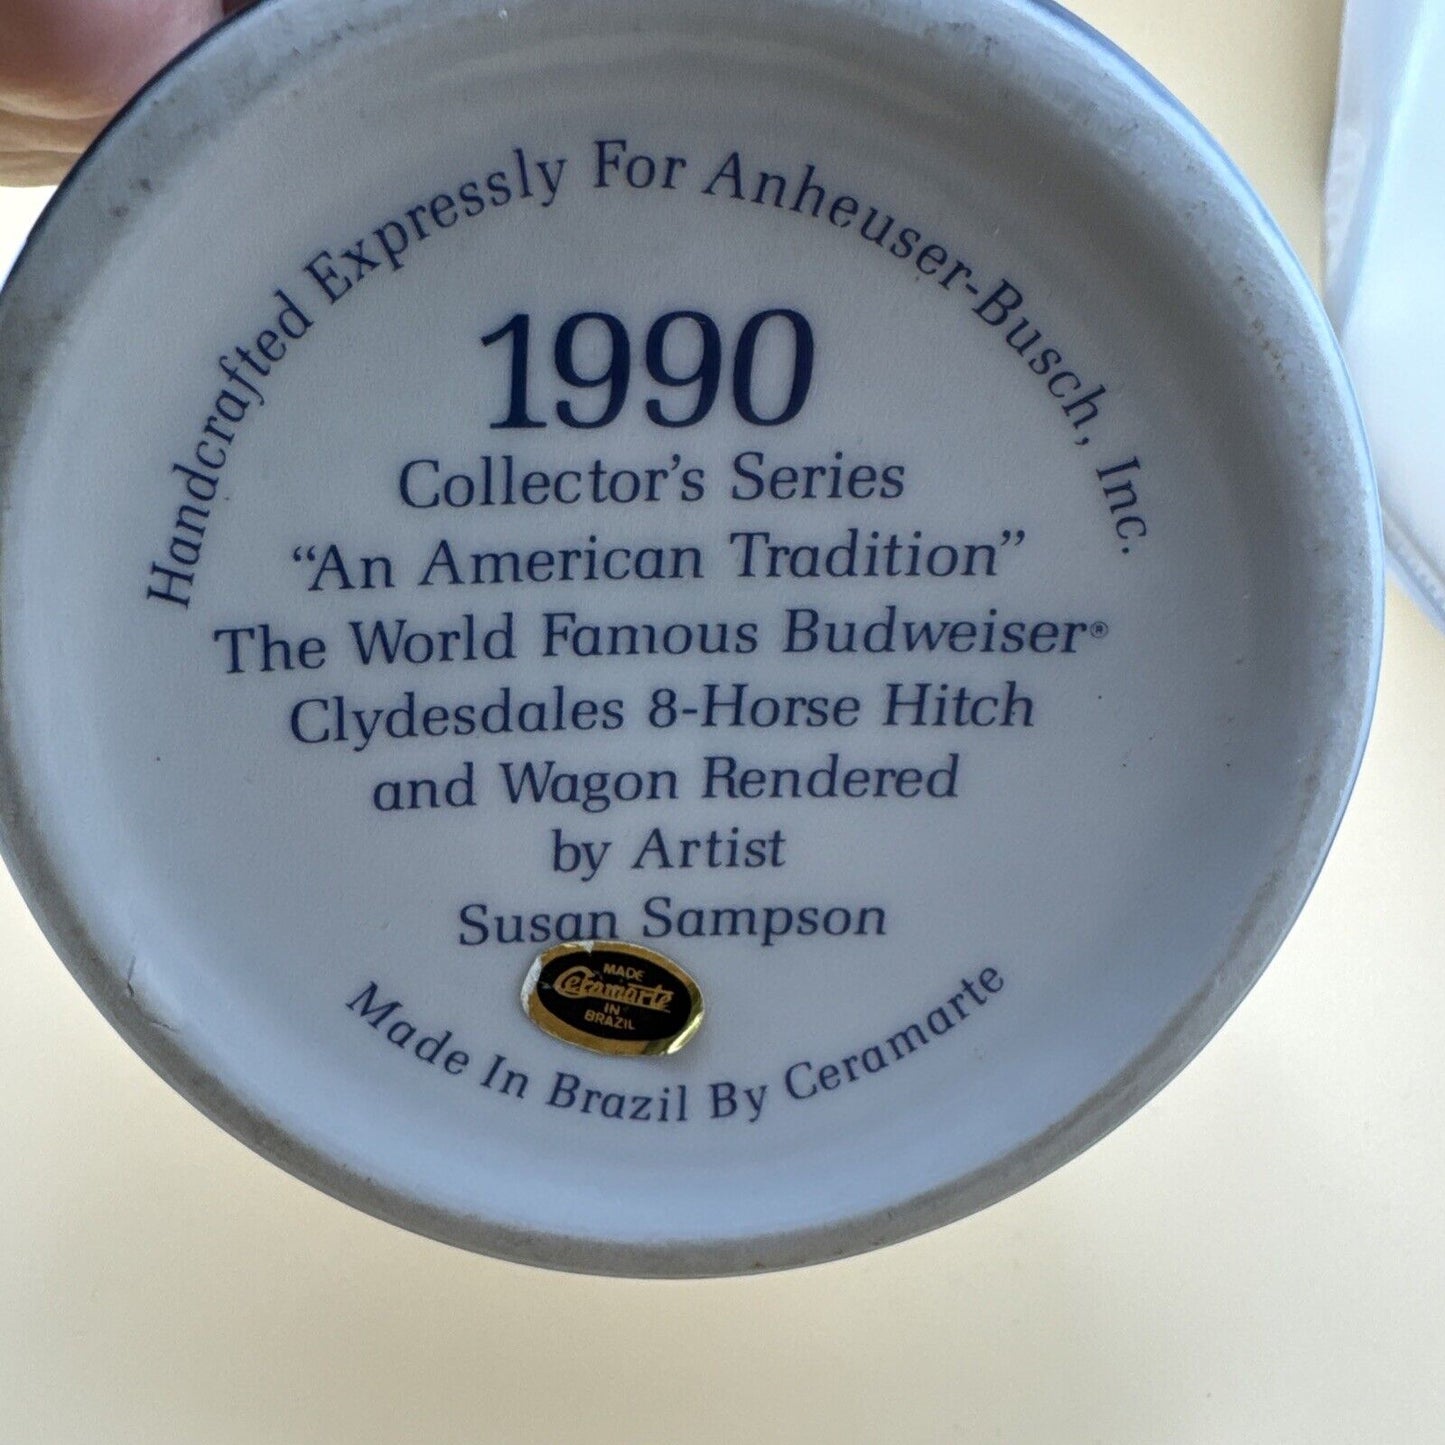 Handcrafted Expressly For Anheuser-Busch, Inc.
1990
Collector's Series
“An American Tradition”
The World Famous Budweiser®
Clydesdales 8-Horse Hitch
and Wagon Rendered
by Artist
Susan Sampson
MADE
Ceramarte
IN
BRAZIL
Made In Brazil By Ceramarte